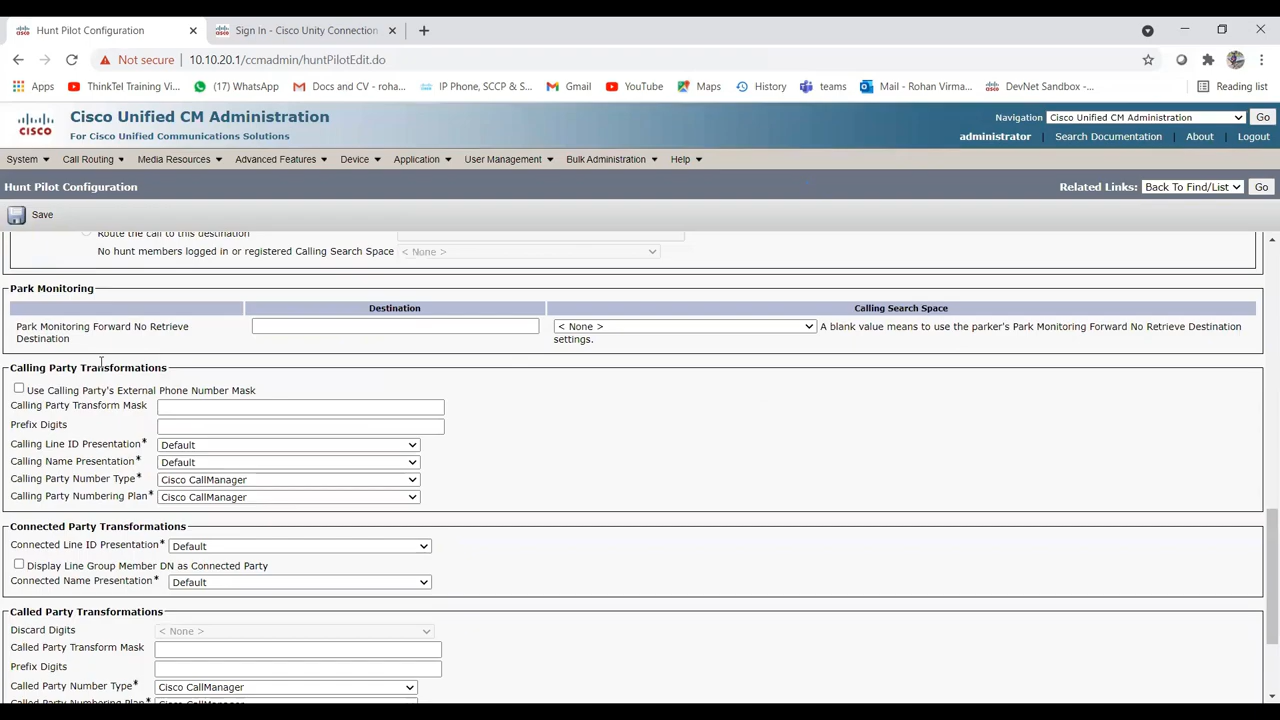 Hunt Pilot Configuration
Sign In - Cisco Unity Connection
Not secure 10.10.20.1/ccmadmin/huntPilotEdit.do
Apps ThinkTel Training Vi... (17) WhatsApp Docs and CV - roha... IP Phone, SCCP & S... Gmail YouTube Maps History teams Mail - Rohan Virma... DevNet Sandbox -... Reading list
CISCO
Cisco Unified CM Administration
For Cisco Unified Communications Solutions
Navigation Cisco Unified CM Administration Go
administrator Search Documentation About Logout
System Call Routing Media Resources Advanced Features Device Application User Management Bulk Administration Help
Hunt Pilot Configuration
Related Links: Back To Find/List Go
Save
Route the call to this destination
No hunt members logged in or registered Calling Search Space < None >
Park Monitoring
Destination Calling Search Space
Park Monitoring Forward No Retrieve
Destination
< None > A blank value means to use the parker's Park Monitoring Forward No Retrieve Destination
settings.
Calling Party Transformations
Use Calling Party's External Phone Number Mask
Calling Party Transform Mask
Prefix Digits
Calling Line ID Presentation* Default
Calling Name Presentation* Default
Calling Party Number Type* Cisco CallManager
Calling Party Numbering Plan* Cisco CallManager
Connected Party Transformations
Connected Line ID Presentation* Default
Display Line Group Member DN as Connected Party
Connected Name Presentation* Default
Called Party Transformations
Discard Digits < None >
Called Party Transform Mask
Prefix Digits
Called Party Number Type* Cisco CallManager
Called Party Numbering Plan* Cisco CallManager